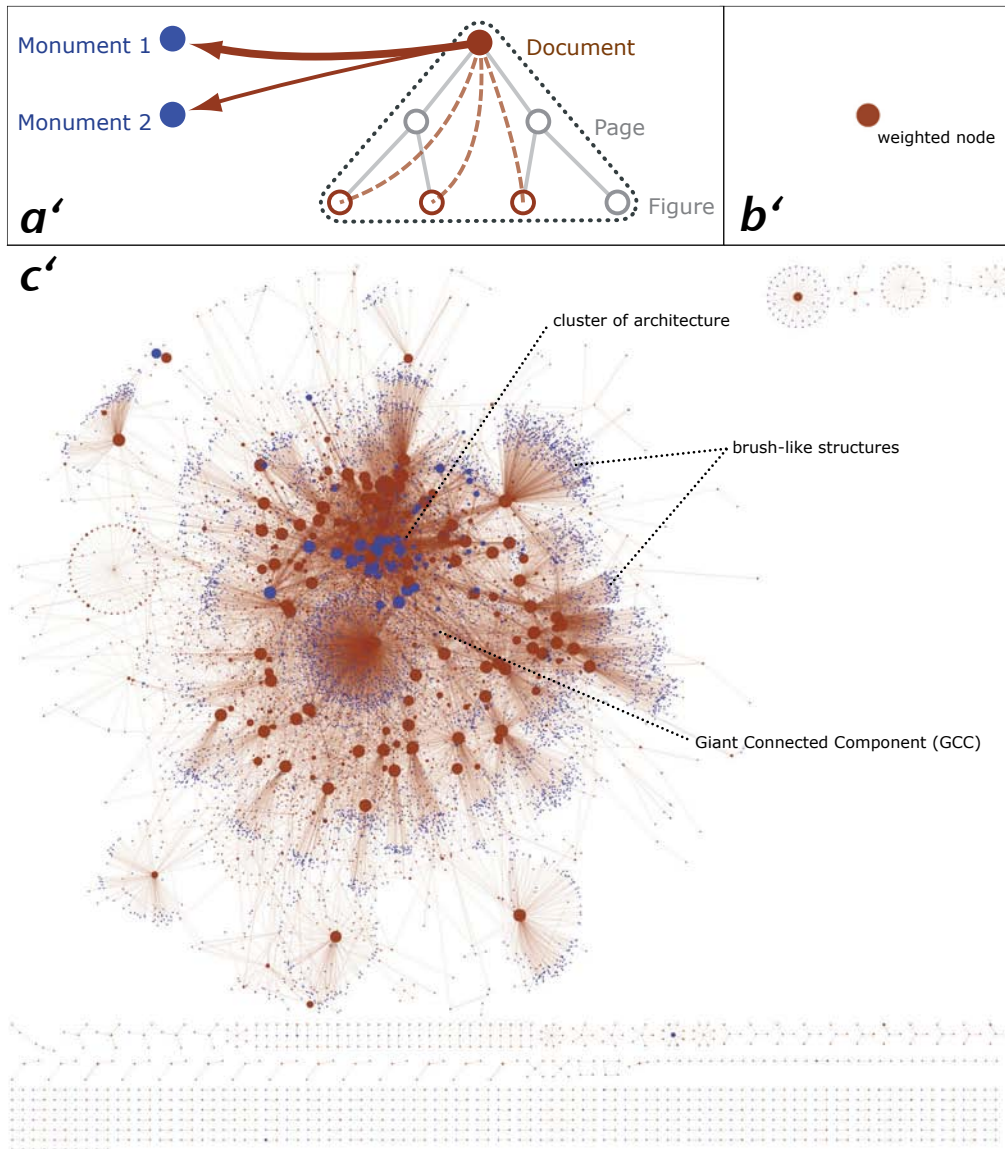 Monument 1
Document
Monument 2
Page
weighted node
Figure
a‘
b‘
c‘
cluster of architecture
brush-like structures
Giant Connected Component (GCC)